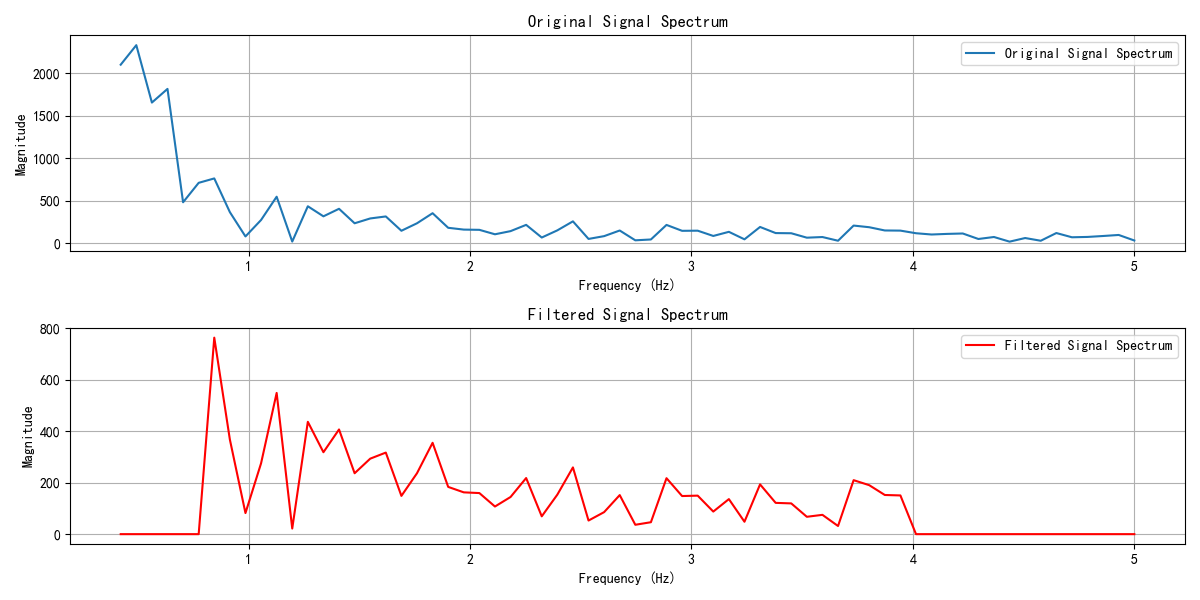 Original Signal Spectrum
Magnitude
2000
1500
1000
500
0
Original Signal Spectrum
1 2 3 4 5
Frequency (Hz)
Filtered Signal Spectrum
Magnitude
800
600
400
200
0
Filtered Signal Spectrum
1 2 3 4 5
Frequency (Hz)